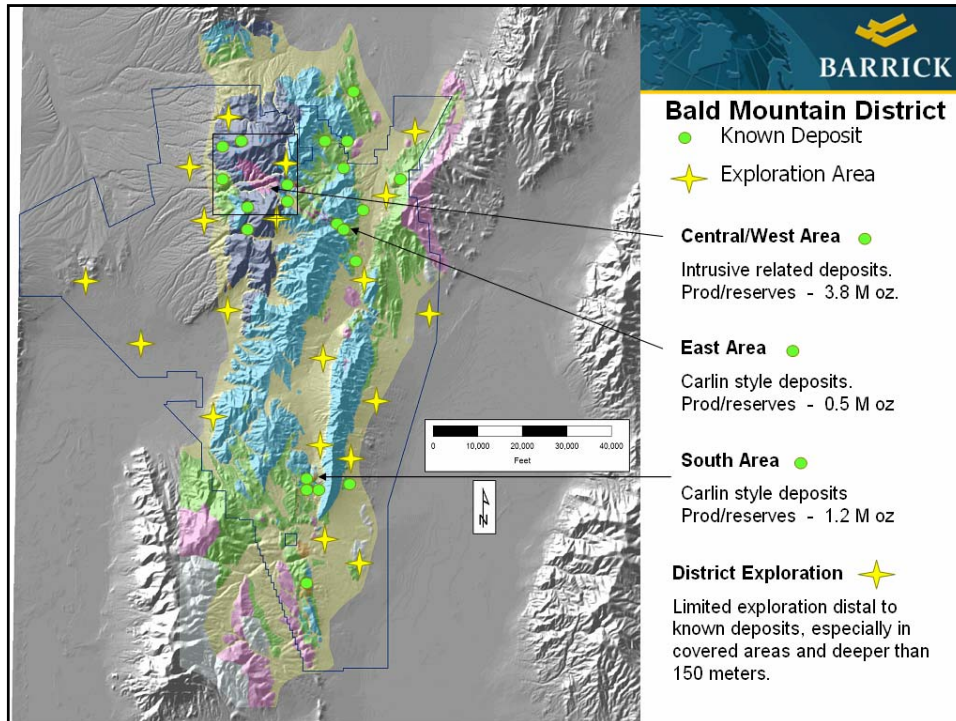 BARRICK
Bald Mountain District
Known Deposit
Exploration Area
Central/West Area
Intrusive related deposits.
Prod/reserves - 3.8 M oz.
East Area
Carlin style deposits.
Prod/reserves - 0.5 M oz
South Area
Carlin style deposits
Prod/reserves - 1.2 M oz
District Exploration
Limited exploration distal to
known deposits, especially in
covered areas and deeper than
150 meters.
0 10,000 20,000 30,000 40,000
Feet
N